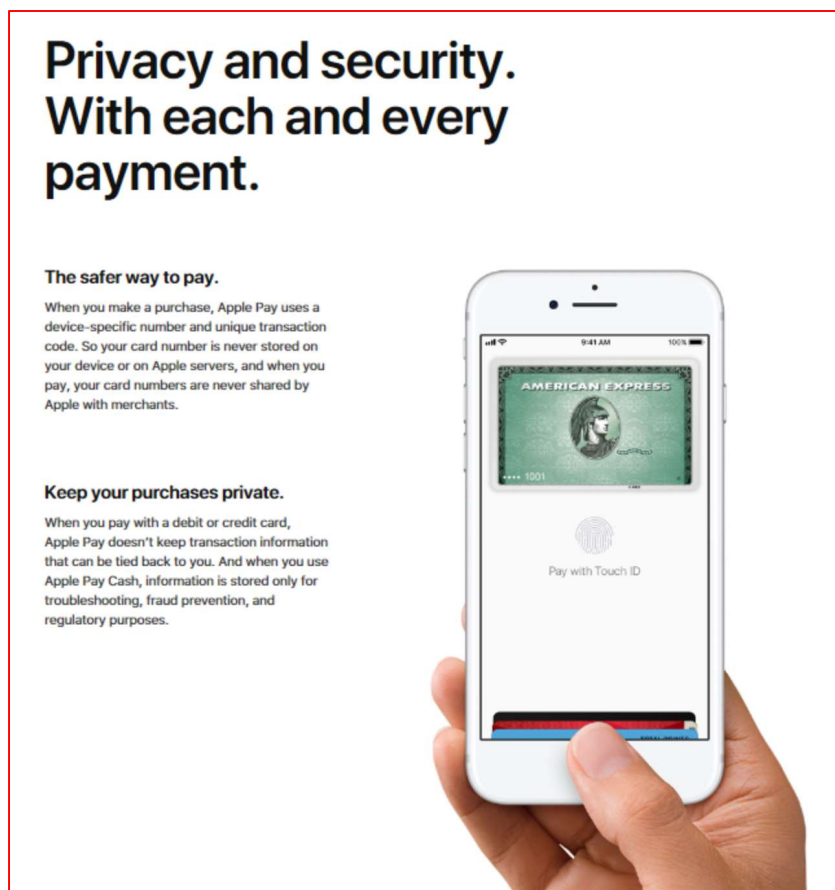 Privacy and security.
With each and every
payment.
The safer way to pay.
When you make a purchase, Apple Pay uses a
device-specific number and unique transaction
code. So your card number is never stored on
your device or on Apple servers, and when you
pay, your card numbers are never shared by
Apple with merchants.
Keep your purchases private.
When you pay with a debit or credit card,
Apple Pay doesn't keep transaction information
that can be tied back to you. And when you use
Apple Pay Cash, information is stored only for
troubleshooting, fraud prevention, and
regulatory purposes.
9:41 AM 100%
AMERICAN EXPRESS
•••• 1001
Pay with Touch ID